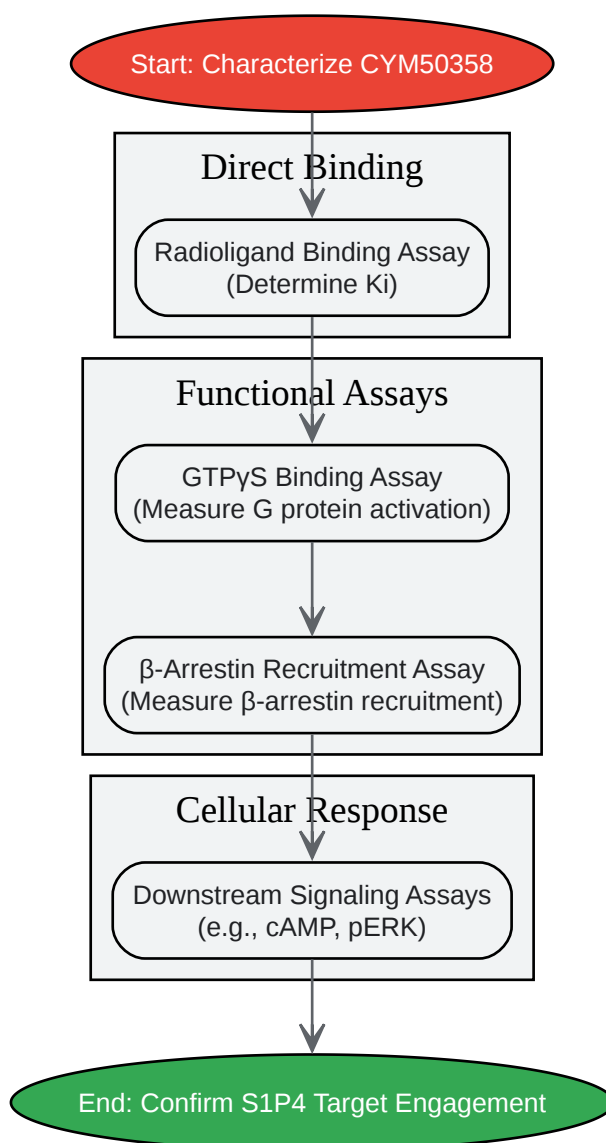 Start: Characterize CYM50358
Direct Binding
Radioligand Binding Assay
(Determine Ki)
Functional Assays
GTPγS Binding Assay
(Measure G protein activation)
β-Arrestin Recruitment Assay
(Measure β-arrestin recruitment)
Cellular Response
Downstream Signaling Assays
(e.g., cAMP, pERK)
End: Confirm S1P4 Target Engagement